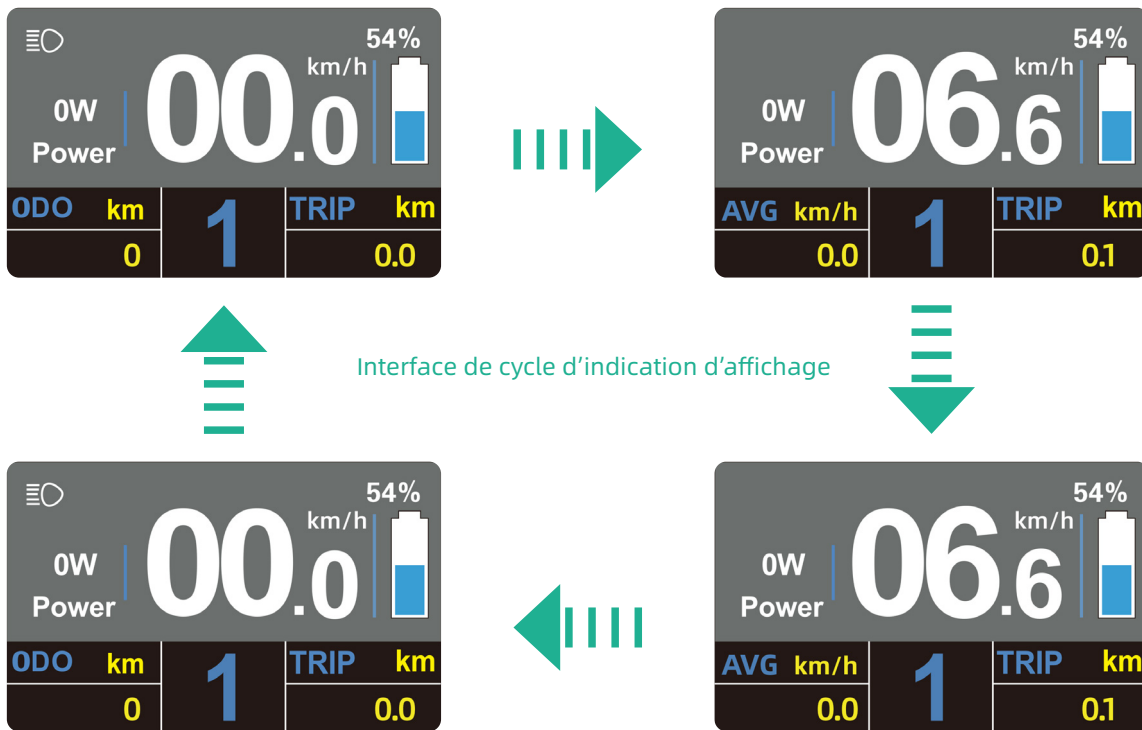 54%
km/h
00.0
0W
Power
ODO km
1
TRIP km
0
0.0
54%
km/h
06.6
0W
Power
AVG km/h
1
TRIP km
0.0
0.1
Interface de cycle d’indication d’affichage
54%
km/h
00.0
0W
Power
ODO km
1
TRIP km
0
0.0
54%
km/h
06.6
0W
Power
AVG km/h
1
TRIP km
0.0
0.1